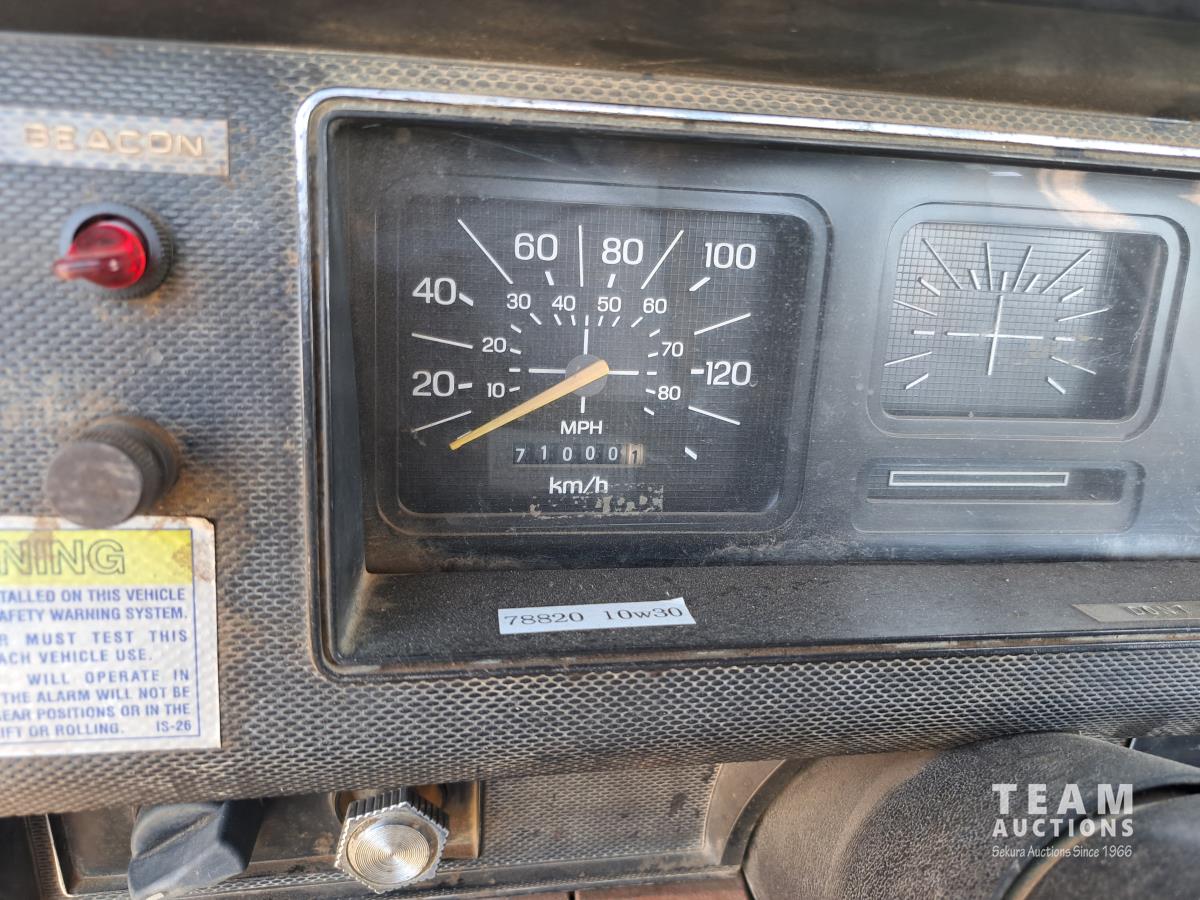 BEACON
60 80 100
40 30 40 50 60
20 70
20 10 80 120
MPH
71000 1
km/h
NING
TALLED ON THIS VEHICLE
AFETY WARNING SYSTEM.
R MUST TEST THIS
ACH VEHICLE USE.
WILL OPERATE IN
THE ALARM WILL NOT BE
EAR POSITIONS OR IN THE
IFT OR ROLLING. IS-26
78820 10w30
TEAM
AUCTIONS
Sekura Auctions Since 1966